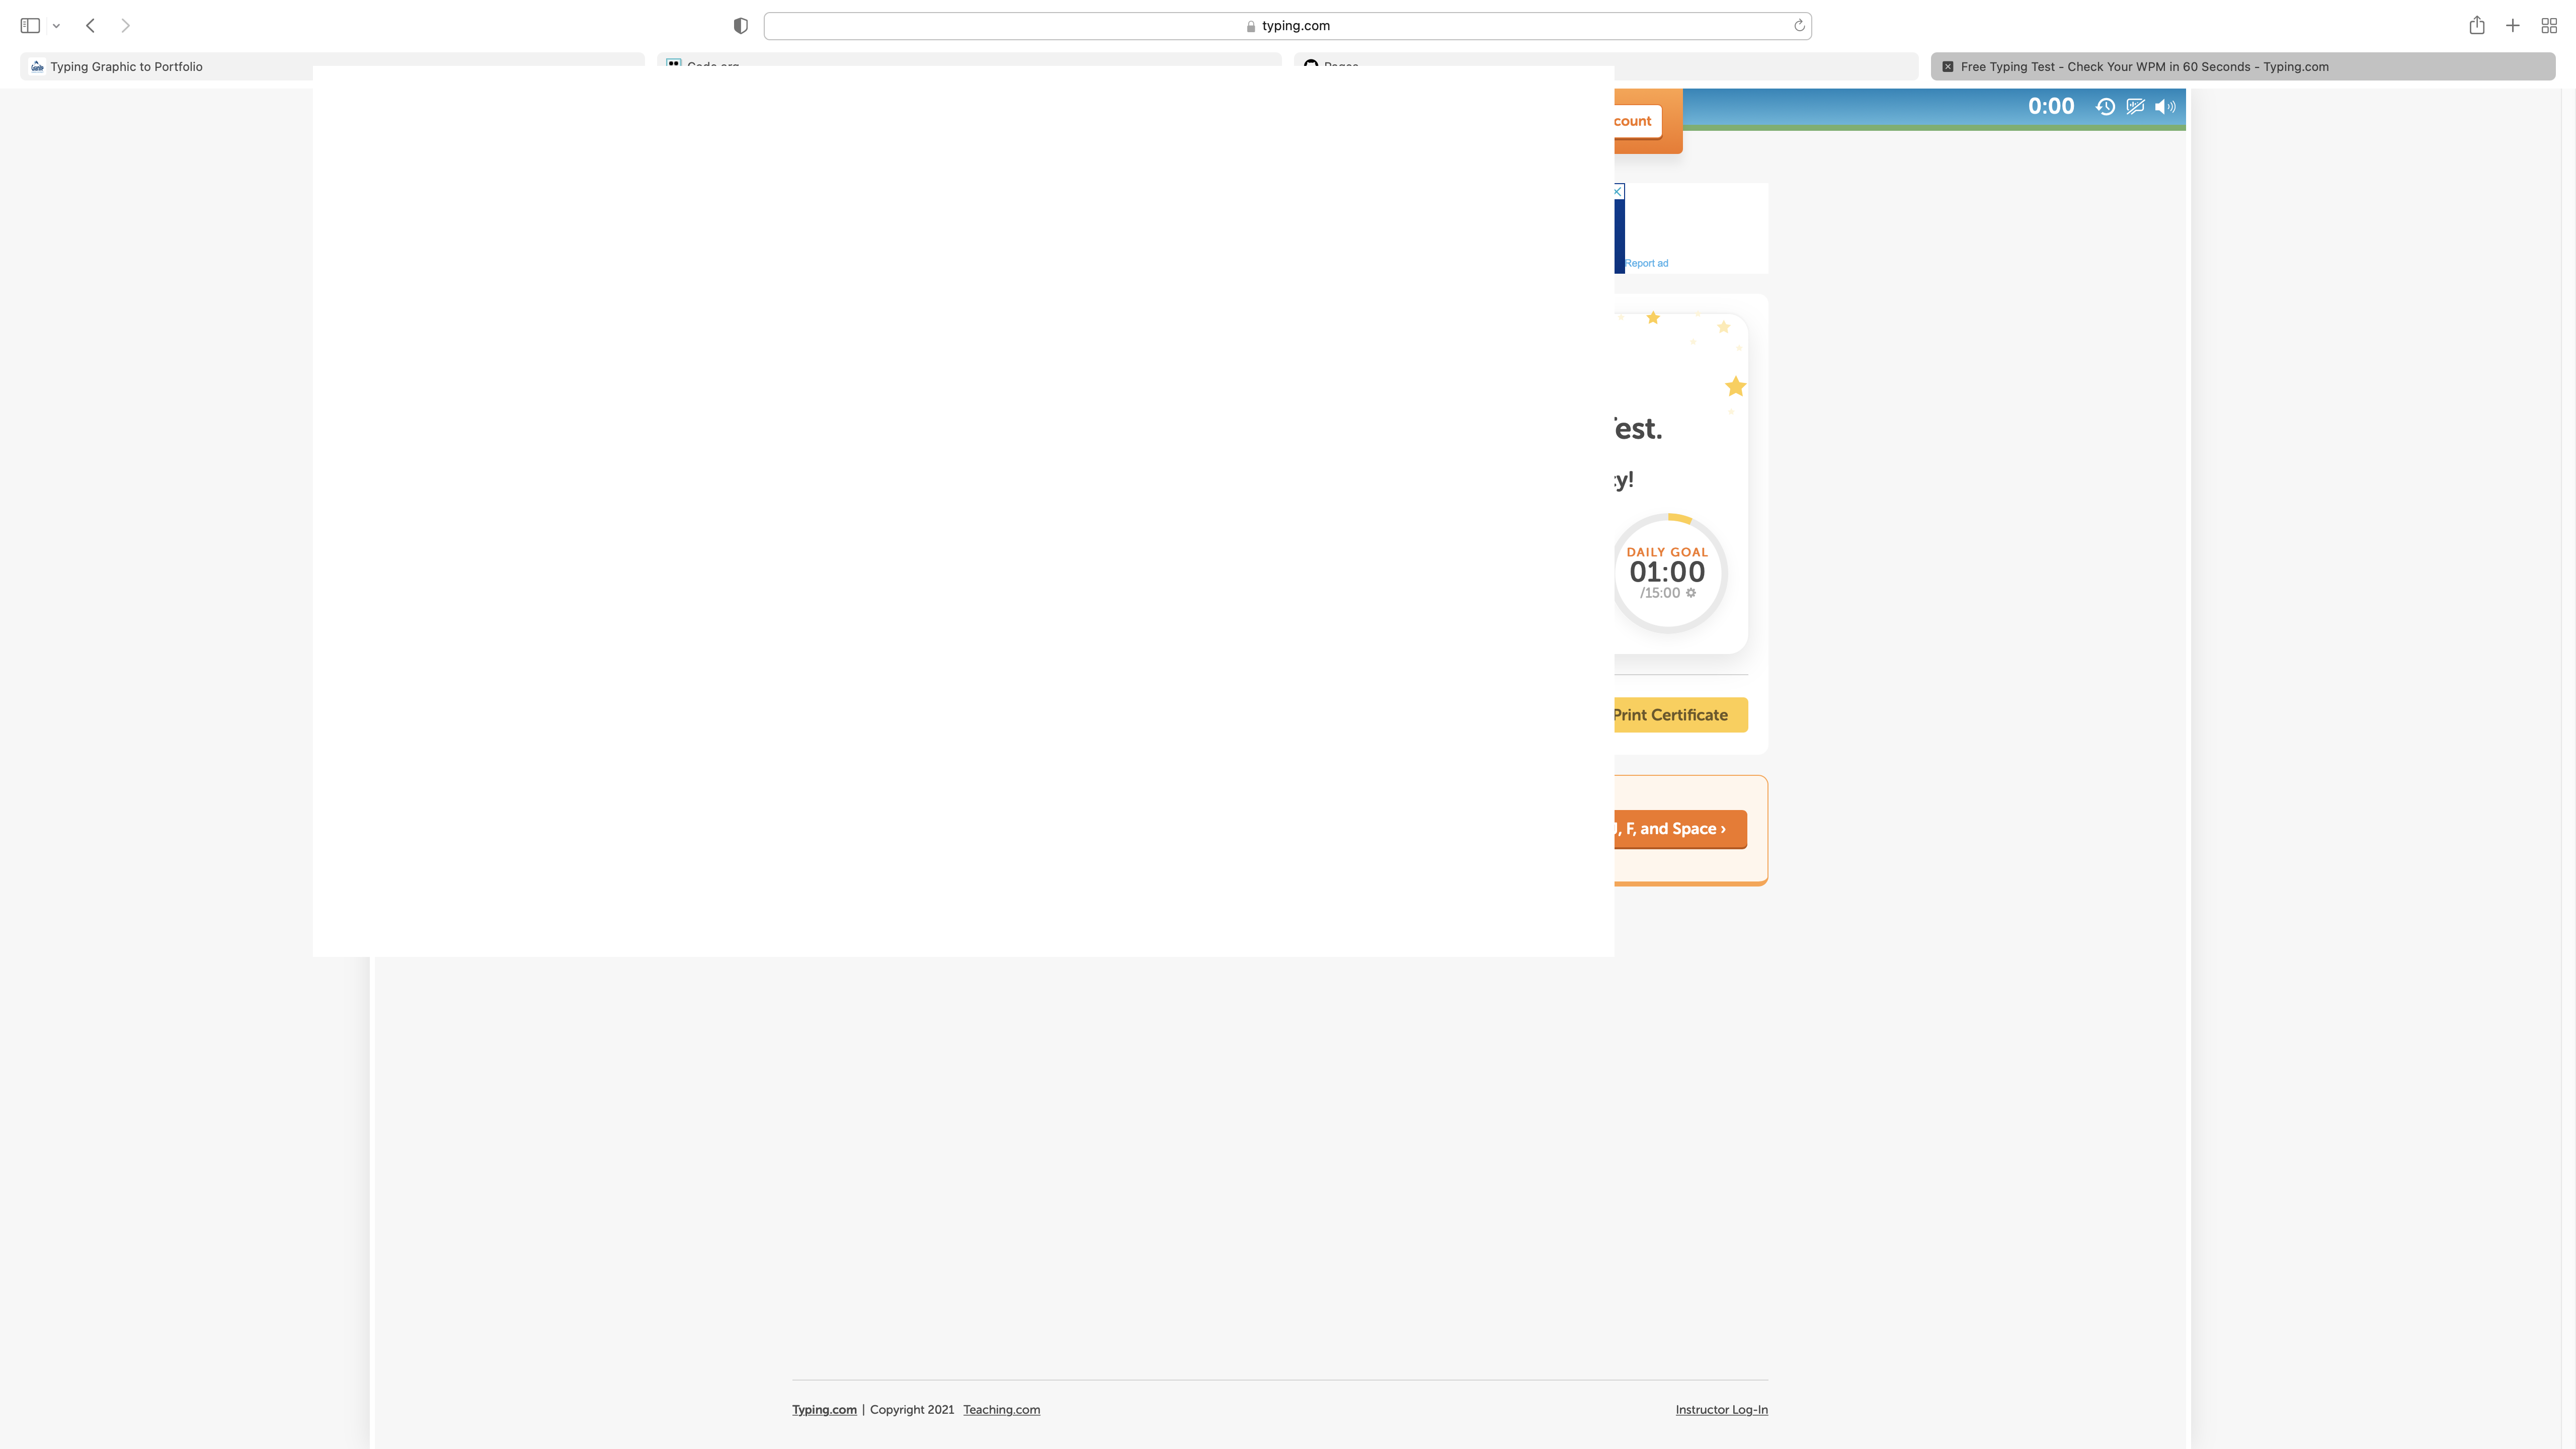 typing.com
Typing Graphic to Portfolio
Free Typing Test - Check Your WPM in 60 Seconds - Typing.com
count
0:00
Report ad
est.
y!
DAILY GOAL
01:00
/15:00
Print Certificate
, F, and Space ›
Typing.com | Copyright 2021 Teaching.com
Instructor Log-In